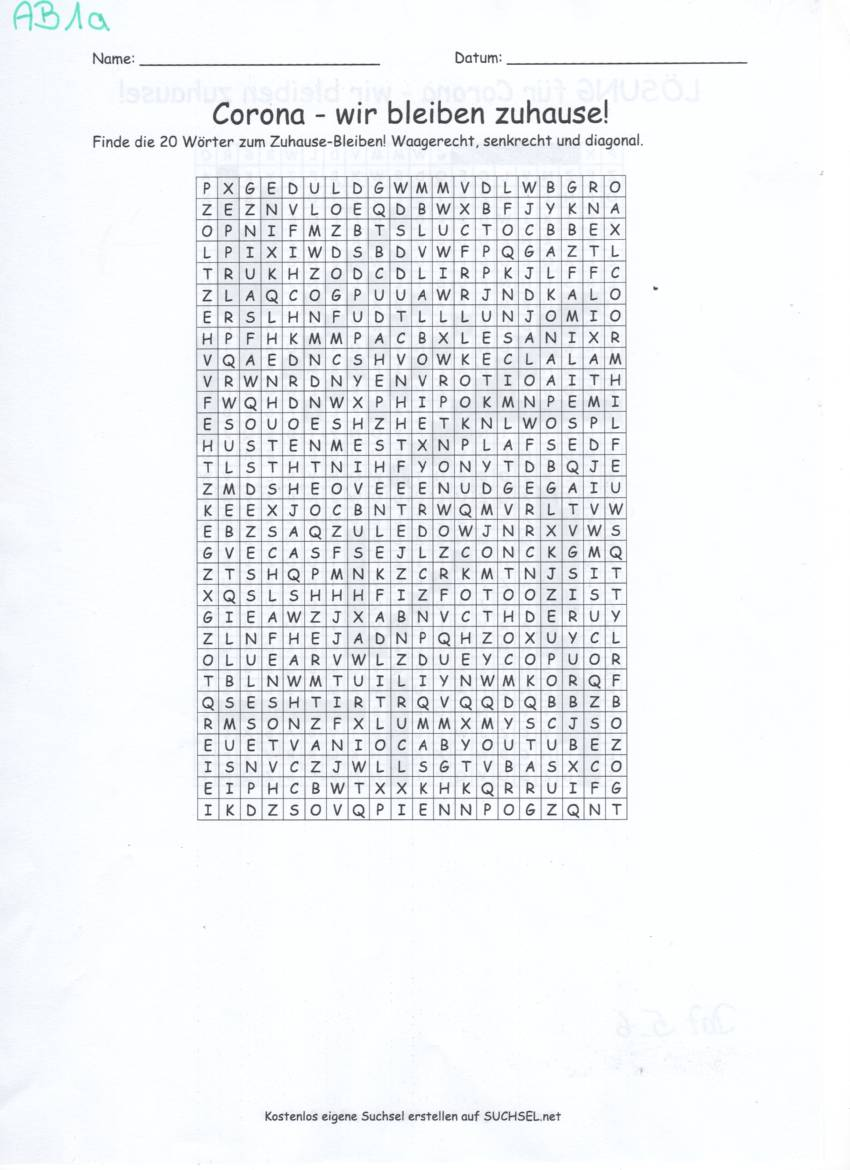 AB1a
Name: Datum:
Corona - wir bleiben zuhause!
Finde die 20 Wörter zum Zuhause-Bleiben! Waagerecht, senkrecht und diagonal.
P X G E D U L D G W M M V D L W B G R O
Z E Z N V L O E Q D B W X B F J Y K N A
O P N I F M Z B T S L U C T O C B B E X
L P I X I W D S B D V W F P Q G A Z T L
T R U K H Z O D C D L I R P K J L F F C
Z L A Q C O G P U U A W R J N D K A L O
E R S L H N F U D T L L L U N J O M I O
H P F H K M M P A C B X L E S A N I X R
V Q A E D N C S H V O W K E C L A L A M
V R W N R D N Y E N V R O T I O A I T H
F W Q H D N W X P H I P O K M N P E M I
E S O U O E S H Z H E T K N L W O S P L
H U S T E N M E S T X N P L A F S E D F
T L S T H T N I H F Y O N Y T D B Q J E
Z M D S H E O V E E E N U D G E G A I U
K E E X J O C B N T R W Q M V R L T V W
E B Z S A Q Z U L E D O W J N R X V W S
G V E C A S F S E J L Z C O N C K G M Q
Z T S H Q P M N K Z C R K M T N J S I T
X Q S L S H H H F I Z F O T O O Z I S T
G I E A W Z J X A B N V C T H D E R U Y
Z L N F H E J A D N P Q H Z O X U Y C L
O L U E A R V W L Z D U E Y C O P U O R
T B L N W M T U I L I Y N W M K O R Q F
Q S E S H T I R T R Q V Q Q D Q B B Z B
R M S O N Z F X L U M M X M Y S C J S O
E U E T V A N I O C A B Y O U T U B E Z
I S N V C Z J W L L S G T V B A S X C O
E I P H C B W T X X K H K Q R R U I F G
I K D Z S O V Q P I E N N P O G Z Q N T
Kostenlos eigene Suchsel erstellen auf SUCHSEL.net